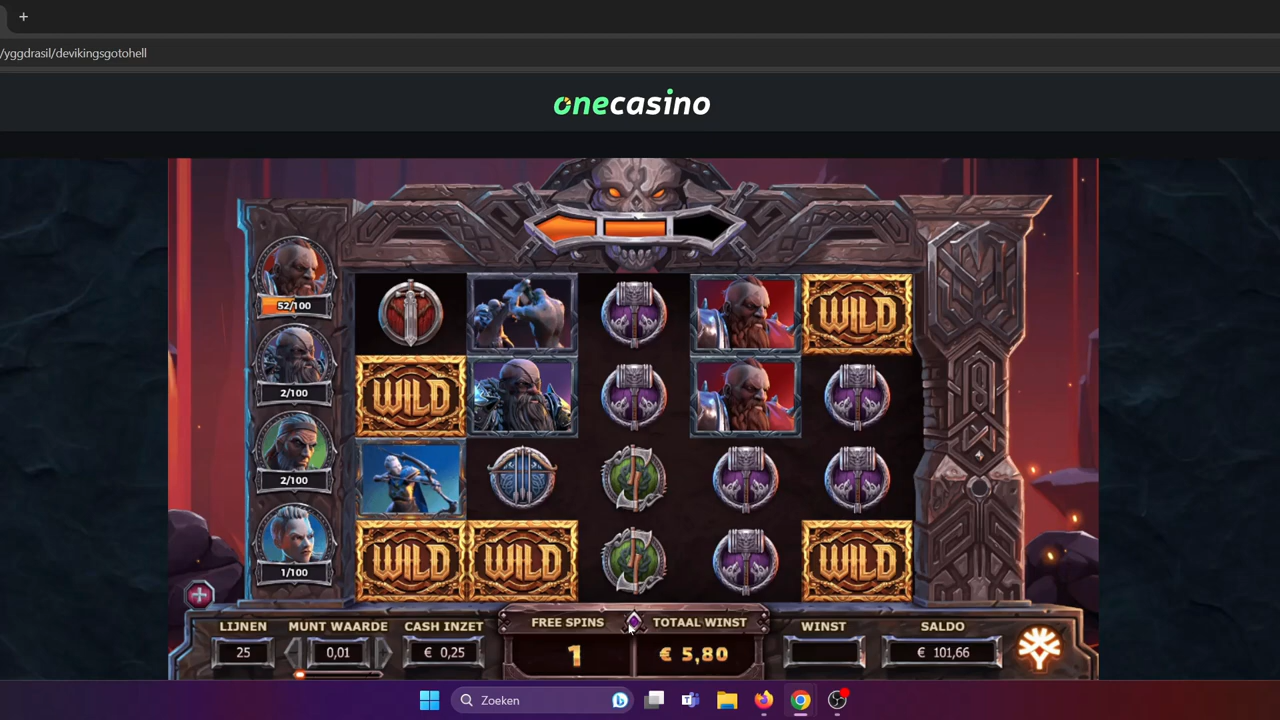 /yggdrasil/devikingsgotohell
onecasino
52/100
2/100
2/100
1/100
WILD
WILD
WILD
WILD
WILD
LIJNEN
MUNT WAARDE
CASH INZET
FREE SPINS
TOTAAL WINST
WINST
SALDO
25
0,01
€ 0,25
1
€ 5,80
€ 101,66
Zoeken